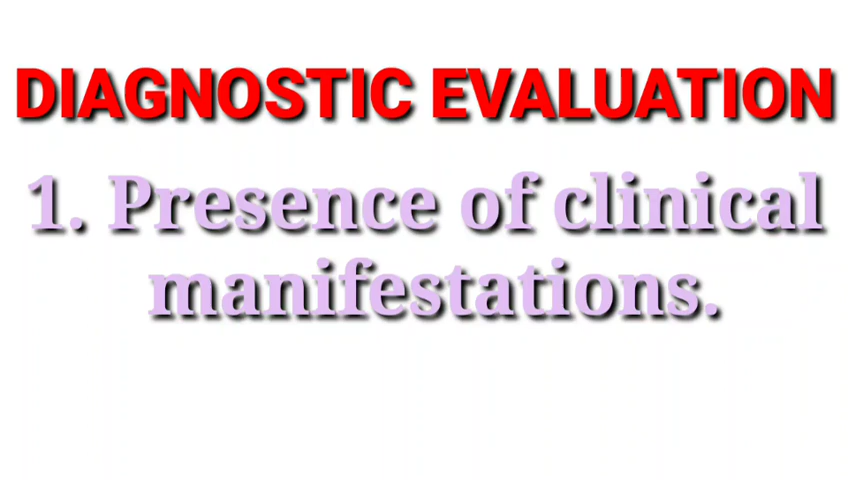 DIAGNOSTIC EVALUATION
1. Presence of clinical
manifestations.